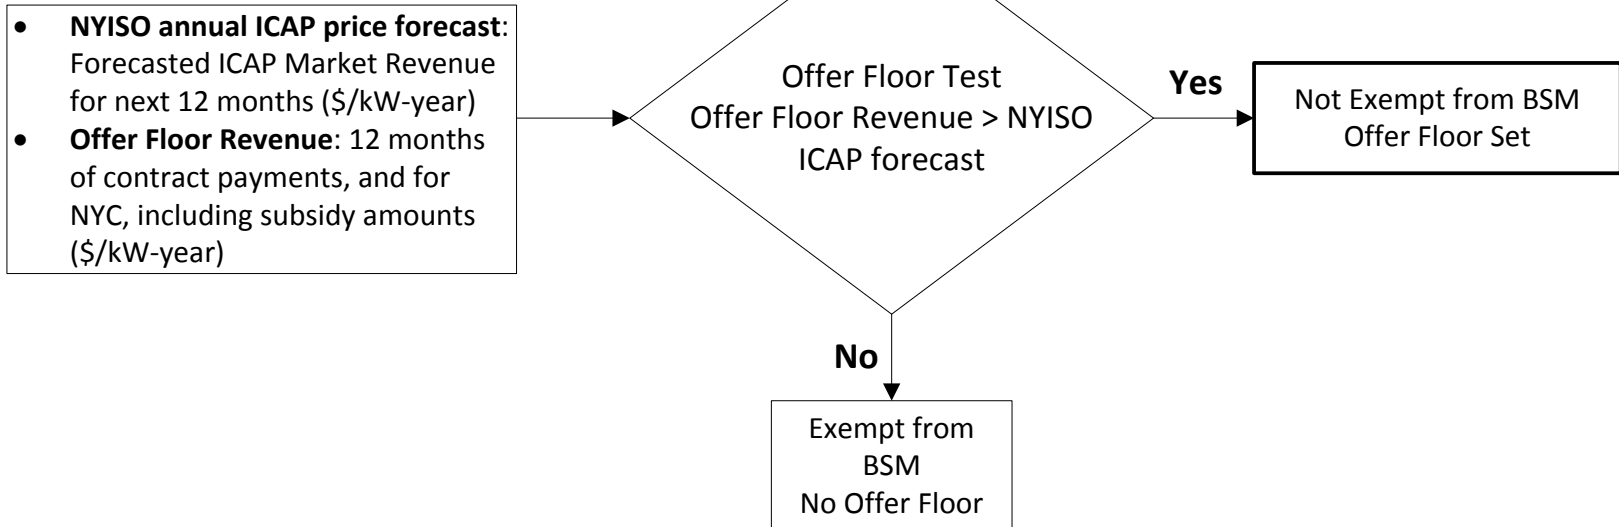 • NYISO annual ICAP price forecast:
Forecasted ICAP Market Revenue
for next 12 months ($/kW-year)
• Offer Floor Revenue: 12 months
of contract payments, and for
NYC, including subsidy amounts
($/kW-year)
Offer Floor Test
Offer Floor Revenue > NYISO
ICAP forecast
Yes
Not Exempt from BSM
Offer Floor Set
No
Exempt from
BSM
No Offer Floor